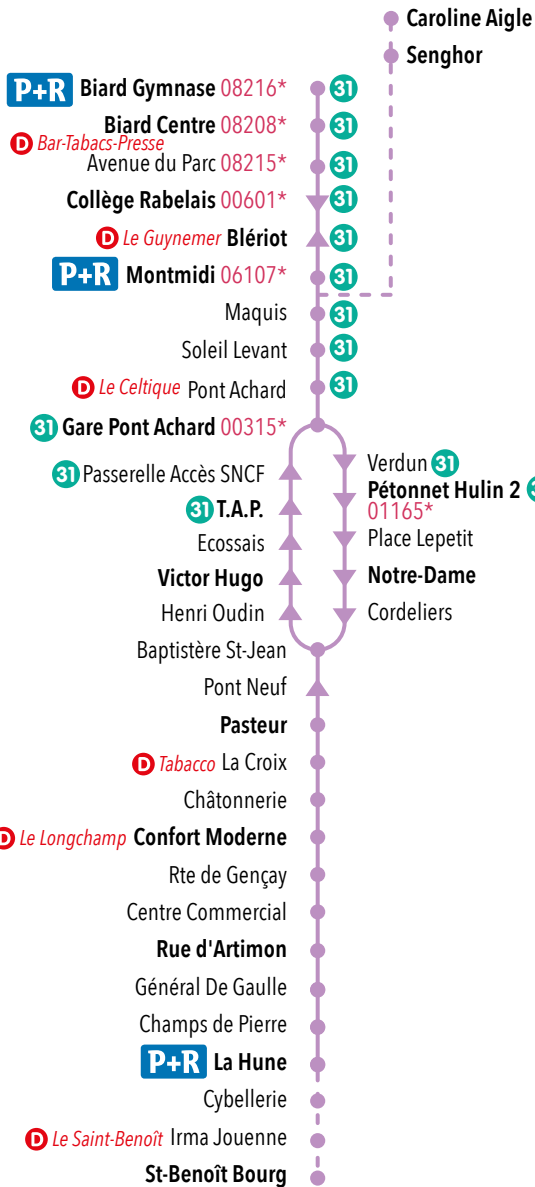 Caroline Aigle
Senghor
P+R Biard Gymnase 08216* 31
Biard Centre 08208* 31
D Bar-Tabacs-Presse
Avenue du Parc 08215* 31
Collège Rabelais 00601* 31
D Le Guynemer Blériot 31
P+R Montmidi 06107* 31
Maquis 31
Soleil Levant 31
D Le Celtique Pont Achard 31
31 Gare Pont Achard 00315*
31 Passerelle Accès SNCF
Verdun 31
Pétonnet Hulin 2
01165*
31 T.A.P.
Ecossais
Place Lepetit
Victor Hugo
Notre-Dame
Henri Oudin
Cordeliers
Baptistère St-Jean
Pont Neuf
Pasteur
D Tabacco La Croix
Châtonnerie
D Le Longchamp Confort Moderne
Rte de Gençay
Centre Commercial
Rue d'Artimon
Général De Gaulle
Champs de Pierre
P+R La Hune
Cybellerie
D Le Saint-Benoît Irma Jouenne
St-Benoît Bourg